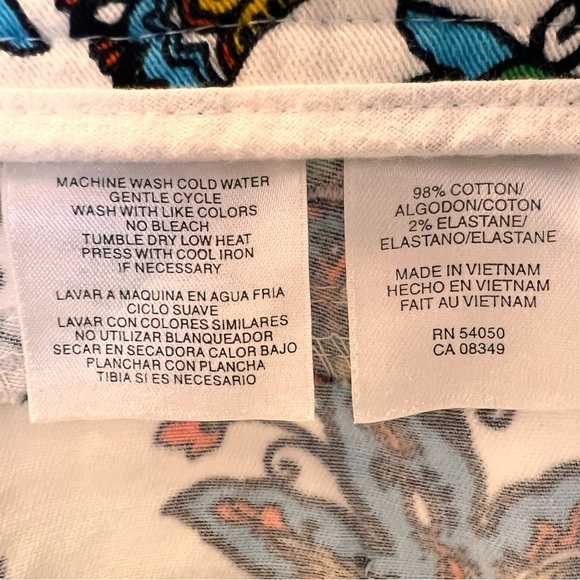 MACHINE WASH COLD WATER
GENTLE CYCLE
WASH WITH LIKE COLORS
NO BLEACH
TUMBLE DRY LOW HEAT
PRESS WITH COOL IRON
IF NECESSARY
LAVAR A MAQUINA EN AGUA FRIA
CICLO SUAVE
LAVAR CON COLORES SIMILARES
NO UTILIZAR BLANQUEADOR
SECAR EN SECADORA CALOR BAJO
PLANCHAR CON PLANCHA
TIBIA SI ES NECESARIO
98% COTTON/
ALGODON/COTON
2% ELASTANE/
ELASTANO/ELASTANE
MADE IN VIETNAM
HECHO EN VIETNAM
FAIT AU VIETNAM
RN 54050
CA 08349